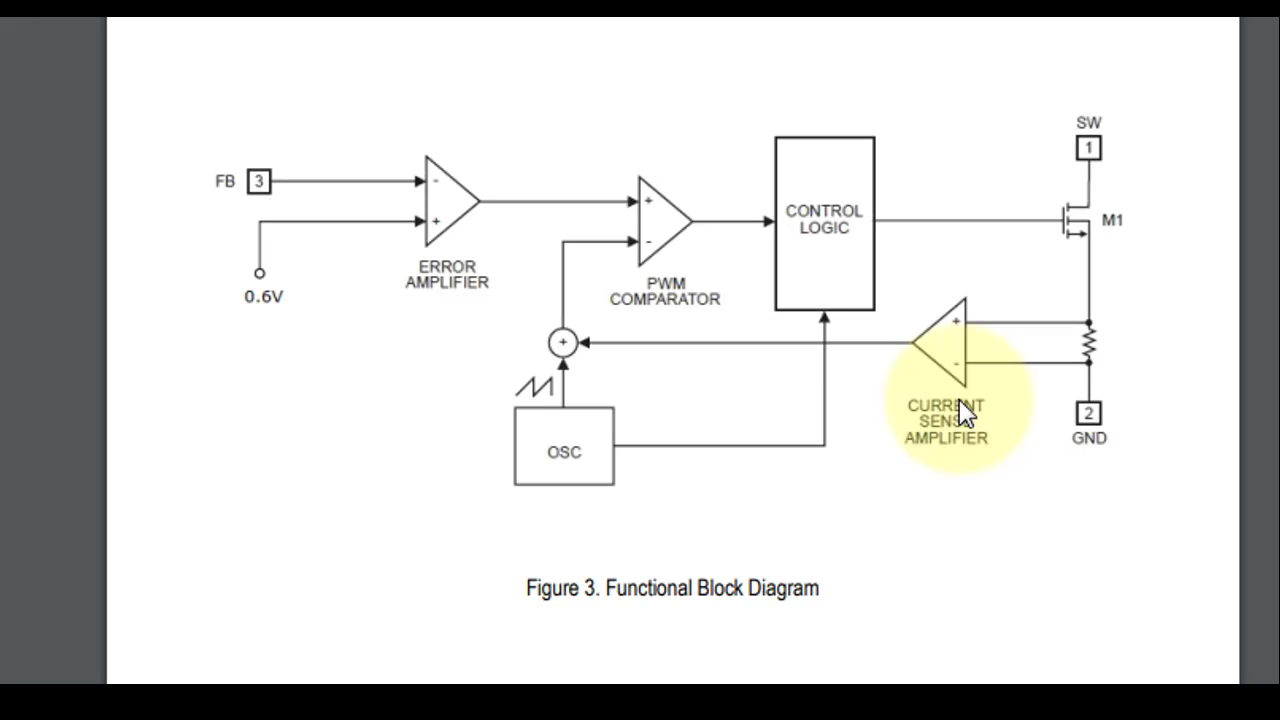 SW
1
FB 3
-
+
ERROR
AMPLIFIER
0.6V
+
-
PWM
COMPARATOR
CONTROL
LOGIC
M1
+
-
CURRENT
SENSE
AMPLIFIER
2
GND
+
OSC
Figure 3. Functional Block Diagram